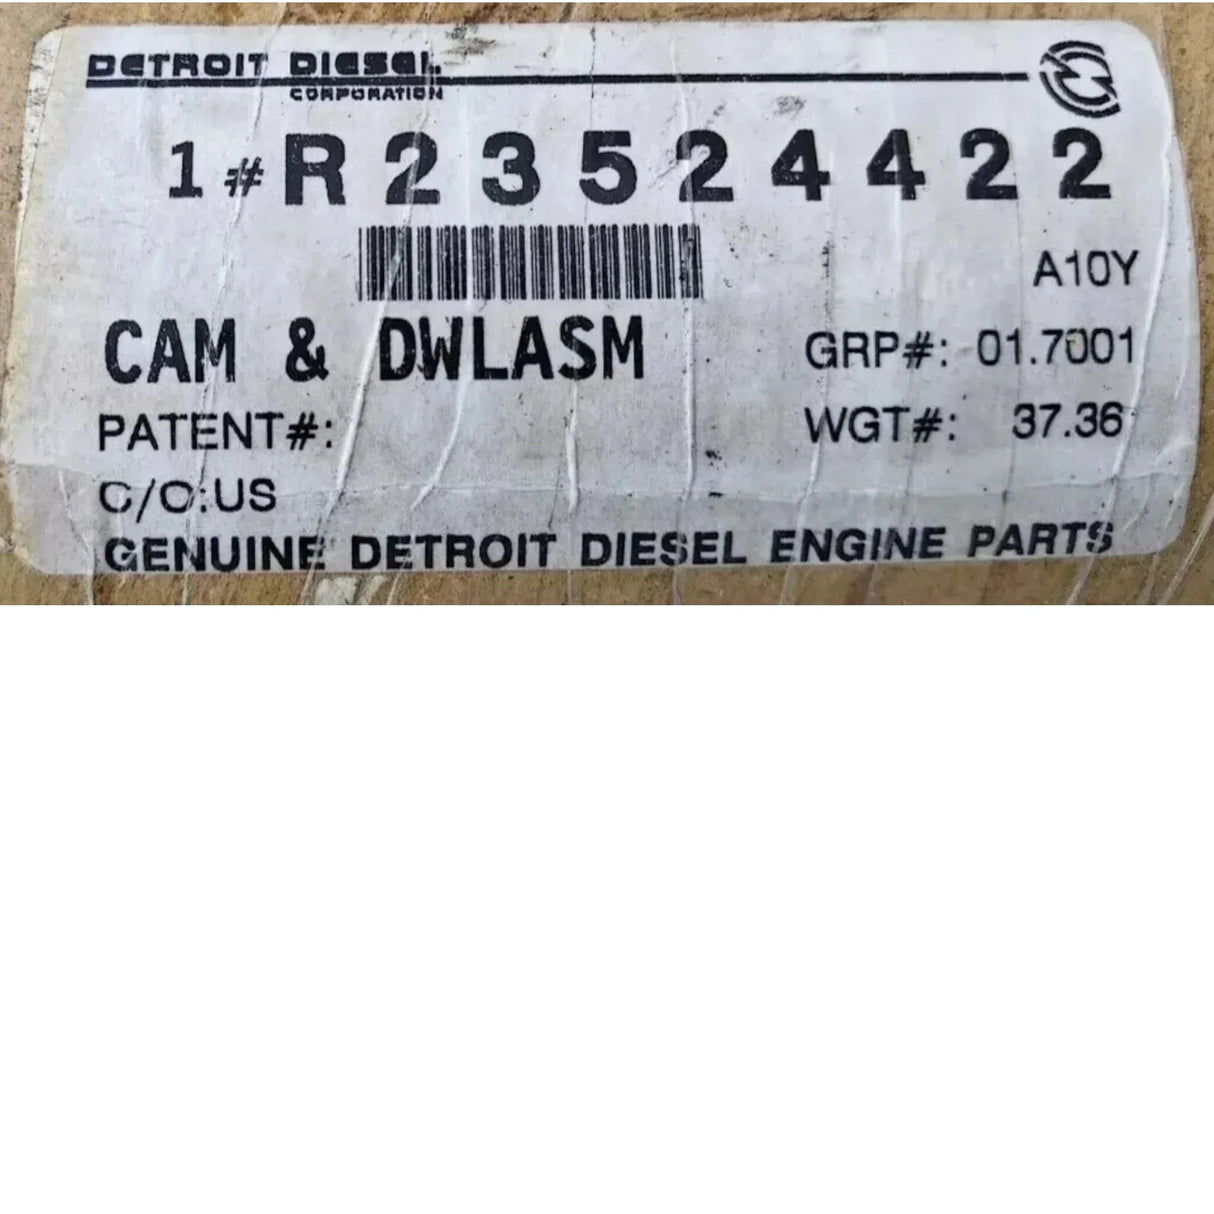 DETROIT DIESEL
CORPORATION
1 # R23524422
A10Y
CAM & DWLASM
GRP#: 01.7001
PATENT#:
WGT#: 37.36
C/O:US
GENUINE DETROIT DIESEL ENGINE PARTS